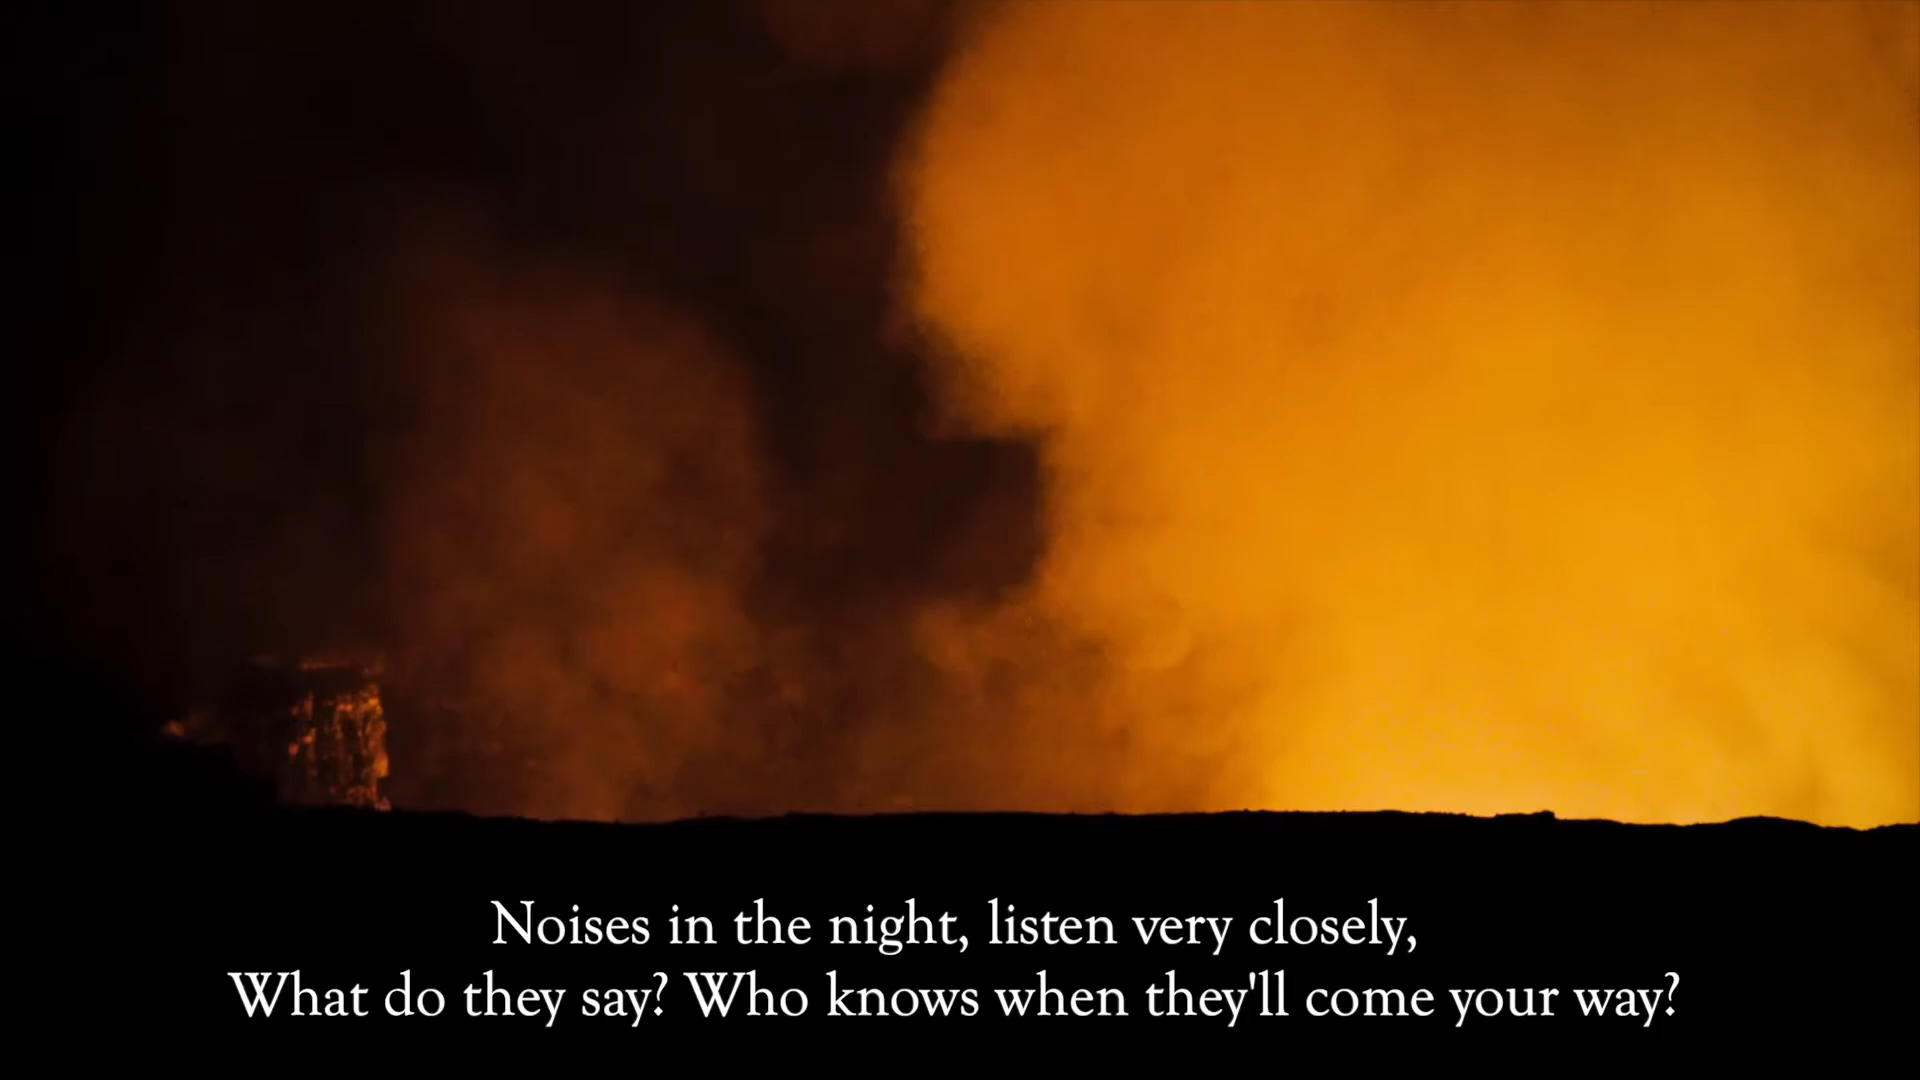 Noises in the night, listen very closely,
What do they say? Who knows when they'll come your way?